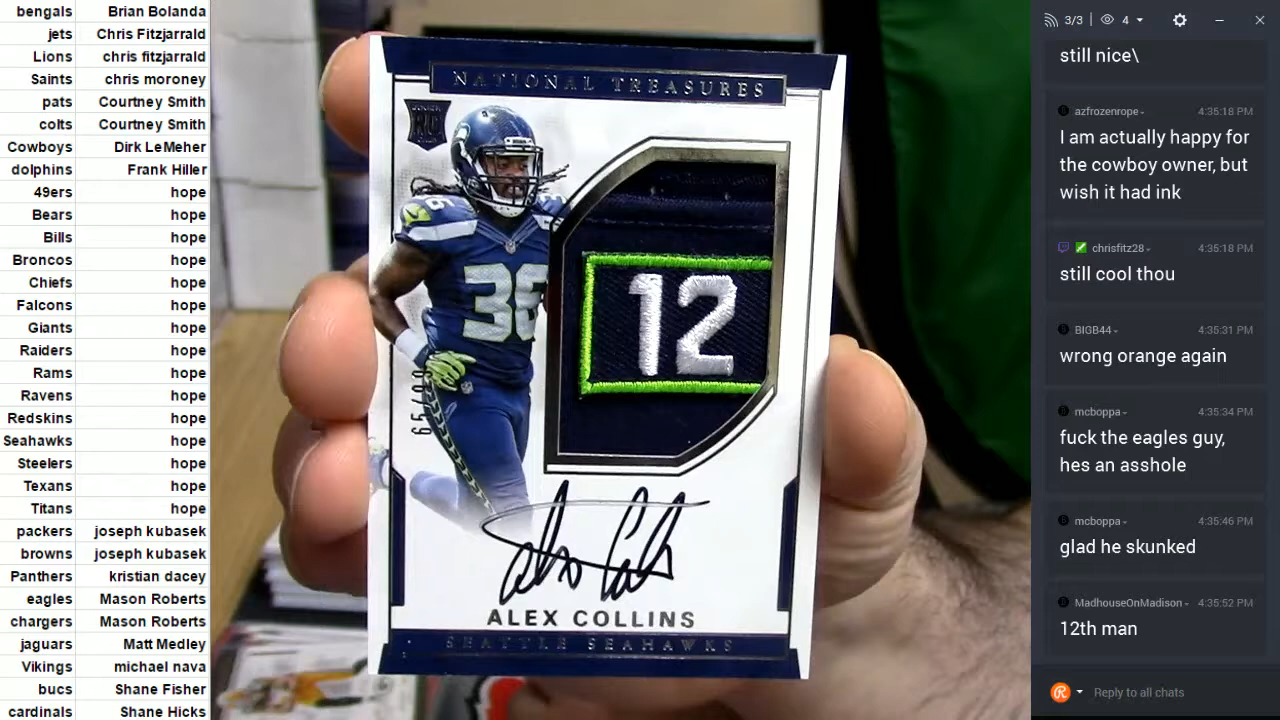 bengals Brian Bolanda
jets Chris Fitzjarrald
Lions chris fitzjarrald
Saints chris moroney
pats Courtney Smith
colts Courtney Smith
Cowboys Dirk LeMeher
dolphins Frank Hiller
49ers hope
Bears hope
Bills hope
Broncos hope
Chiefs hope
Falcons hope
Giants hope
Raiders hope
Rams hope
Ravens hope
Redskins hope
Seahawks hope
Steelers hope
Texans hope
Titans hope
packers joseph kubasek
browns joseph kubasek
Panthers kristian dacey
eagles Mason Roberts
chargers Mason Roberts
jaguars Matt Medley
Vikings michael nava
bucs Shane Fisher
cardinals Shane Hicks
NATIONAL TREASURES
RC
36
36
12
65/99
Alex Collins
ALEX COLLINS
SEATTLE SEAHAWKS
3/3 4
still nice\
azfrozenrope 4:35:18 PM
I am actually happy for
the cowboy owner, but
wish it had ink
chrisfitz28 4:35:18 PM
still cool thou
BIGB44 4:35:31 PM
wrong orange again
mcboppa 4:35:34 PM
fuck the eagles guy,
hes an asshole
mcboppa 4:35:46 PM
glad he skunked
MadhouseOnMadison 4:35:52 PM
12th man
Reply to all chats